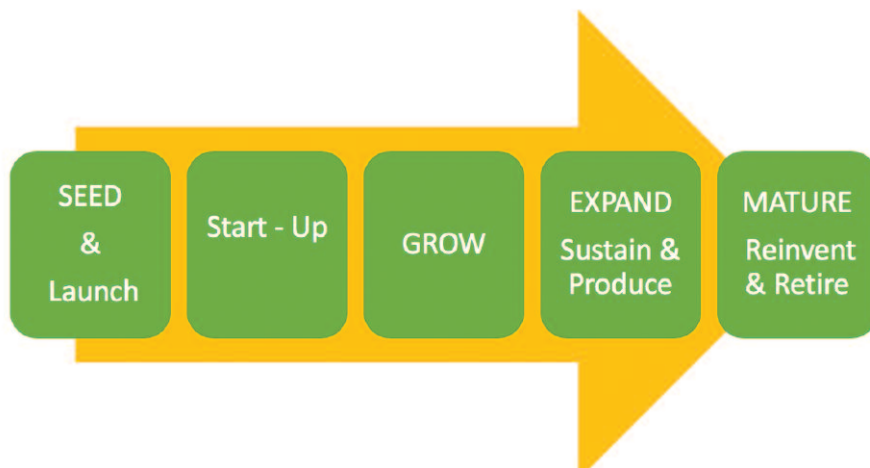 SEED
&
Launch
Start - Up
GROW
EXPAND
Sustain &
Produce
MATURE
Reinvent
& Retire